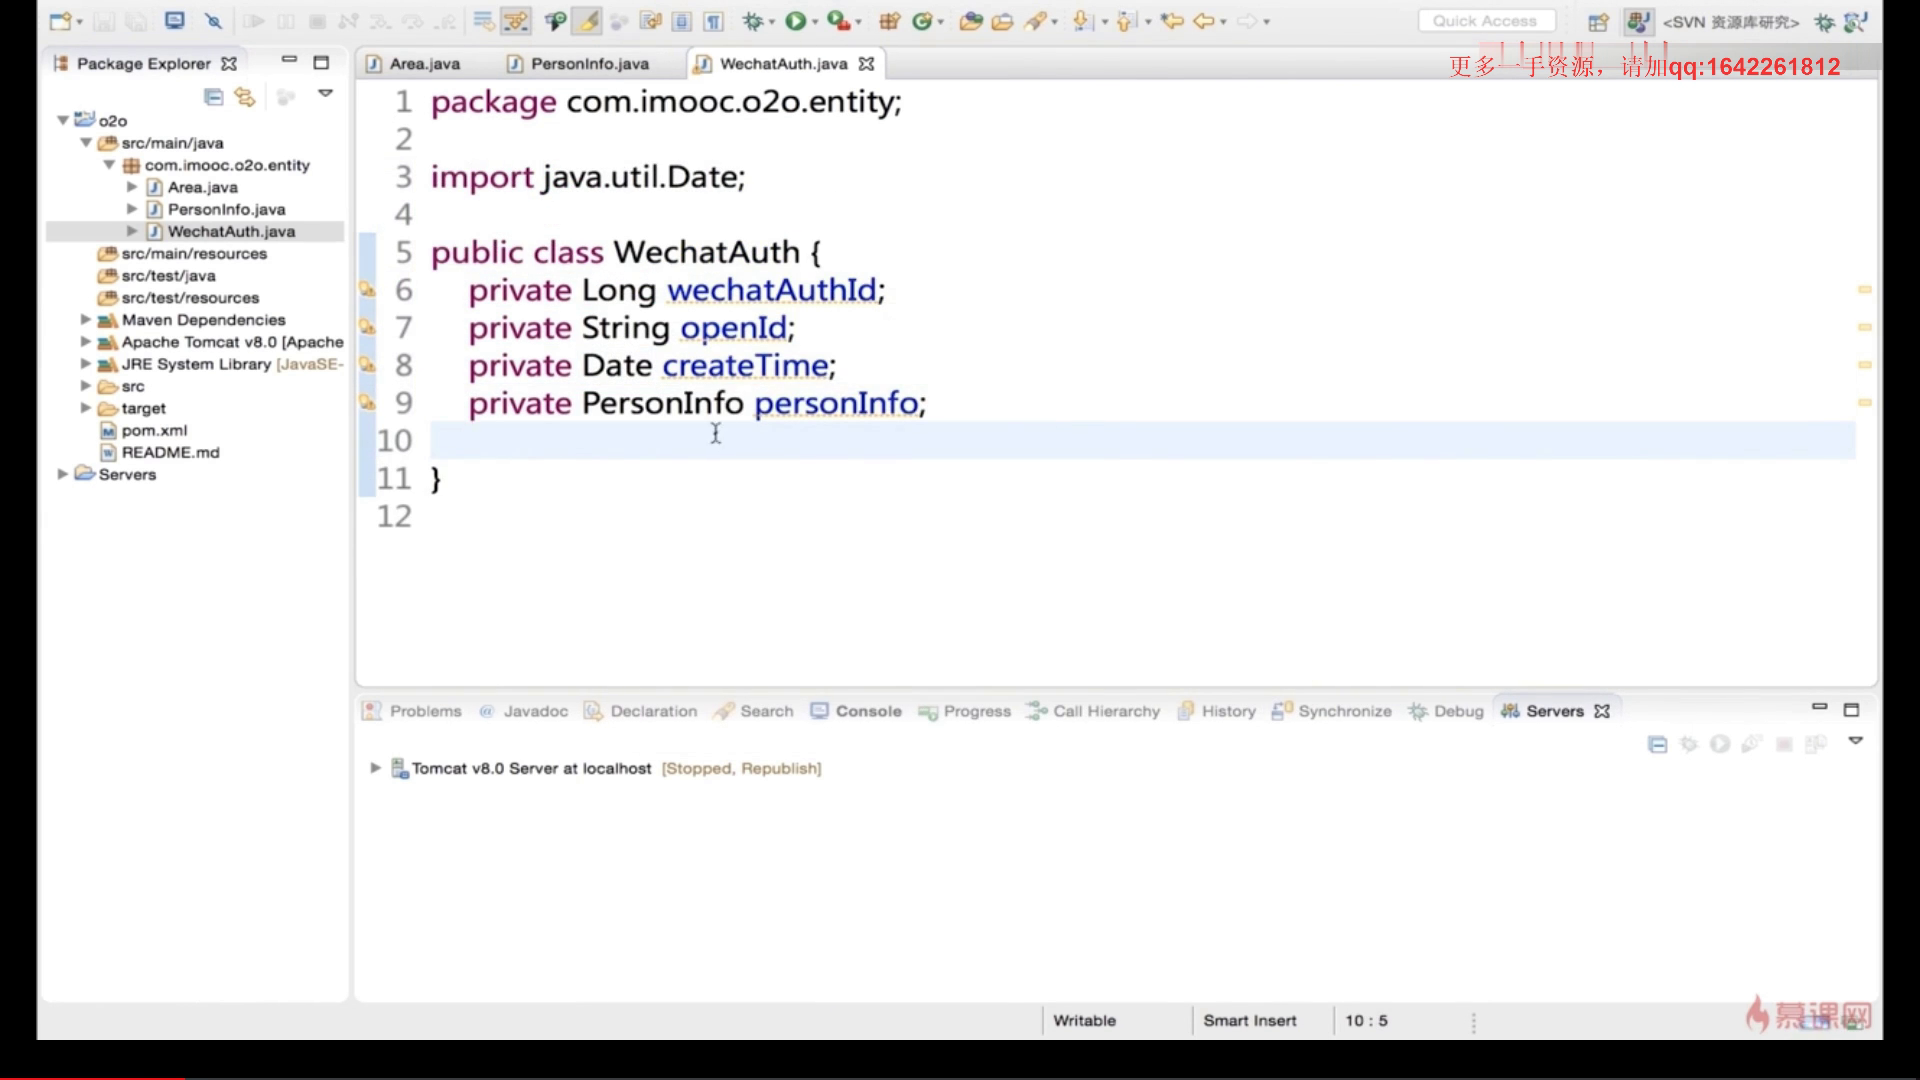 Quick Access
<SVN 资源库研究>
更多一手资源，请加qq:1642261812
Package Explorer
Area.java
PersonInfo.java
WechatAuth.java
o2o
src/main/java
com.imooc.o2o.entity
Area.java
PersonInfo.java
WechatAuth.java
src/main/resources
src/test/java
src/test/resources
Maven Dependencies
Apache Tomcat v8.0 [Apache
JRE System Library [JavaSE-
src
target
pom.xml
README.md
Servers
1 package com.imooc.o2o.entity;
2
3 import java.util.Date;
4
5 public class WechatAuth {
6 private Long wechatAuthId;
7 private String openId;
8 private Date createTime;
9 private PersonInfo personInfo;
10
11 }
12
Problems @ Javadoc Declaration Search Console Progress Call Hierarchy History Synchronize Debug Servers
Tomcat v8.0 Server at localhost [Stopped, Republish]
Writable Smart Insert 10 : 5
慕课网